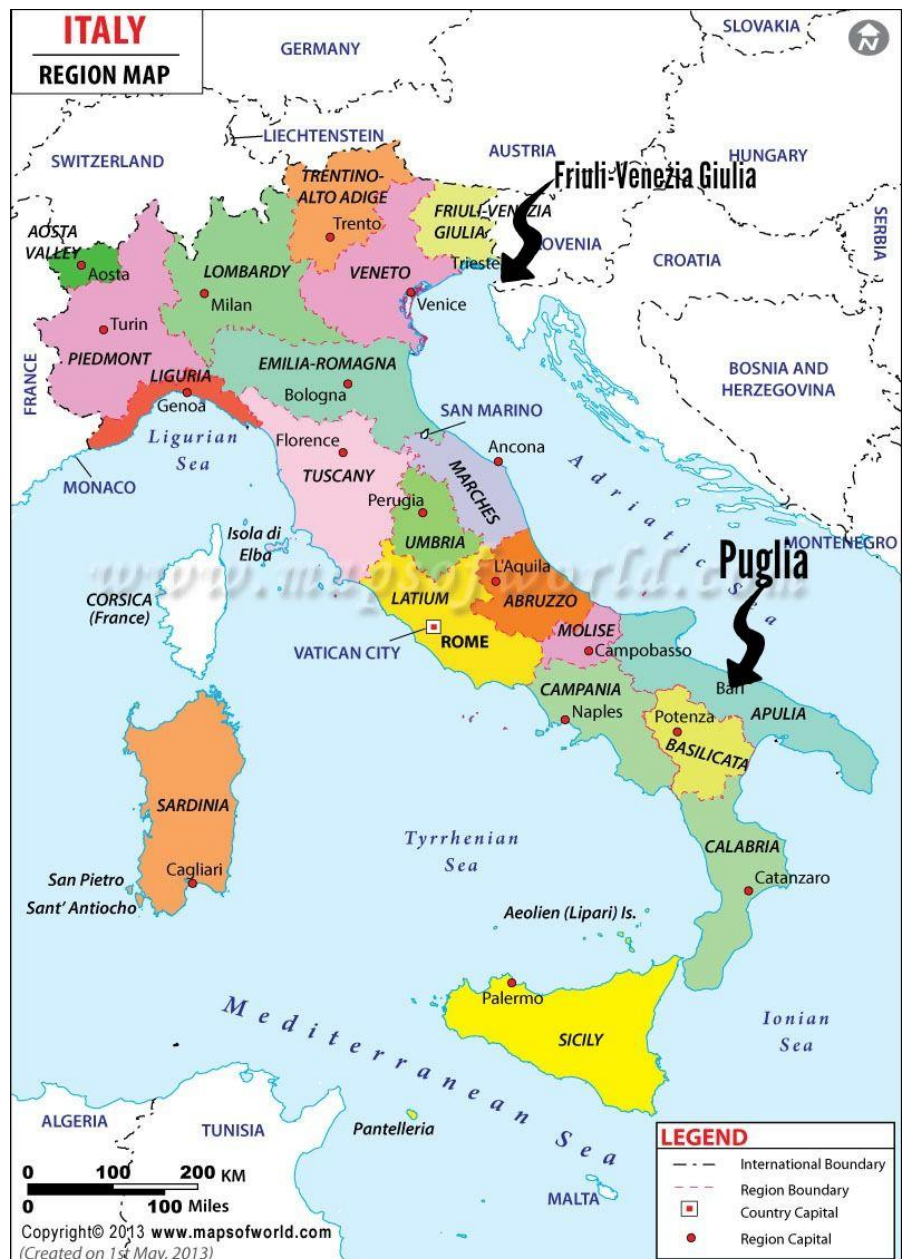 ITALY
REGION MAP
GERMANY
SLOVAKIA
N
LIECHTENSTEIN
SWITZERLAND
AUSTRIA
HUNGARY
Friuli-Venezia Giulia
TRENTINO-
ALTO ADIGE
Trento
FRIULI-VENEZIA
GIULIA
Trieste
OVENIA
CROATIA
SERBIA
AOSTA
VALLEY
Aosta
LOMBARDY
Milan
VENETO
Venice
Turin
PIEDMONT
FRANCE
EMILIA-ROMAGNA
Bologna
LIGURIA
Genoa
BOSNIA AND
HERZEGOVINA
SAN MARINO
Ligurian
Sea
MONACO
Florence
TUSCANY
Ancona
MARCHES
Adriatic Sea
Perugia
UMBRIA
Isola di
Elba
MONTENEGRO
Puglia
www.mapsofworld.com
CORSICA
(France)
L'Aquila
ABRUZZO
LATIUM
ROME
VATICAN CITY
MOLISE
Campobasso
CAMPANIA
Naples
Bari
APULIA
Potenza
BASILICATA
SARDINIA
Cagliari
Tyrrhenian
Sea
CALABRIA
Catanzaro
San Pietro
Sant' Antiocho
Aeolien (Lipari) Is.
Palermo
SICILY
Mediterranean Sea
Ionian
Sea
ALGERIA
TUNISIA
Pantelleria
MALTA
LEGEND
International Boundary
Region Boundary
Country Capital
Region Capital
0 100 200 KM
0 100 Miles
Copyright© 2013 www.mapsofworld.com
(Created on 1st May, 2013)